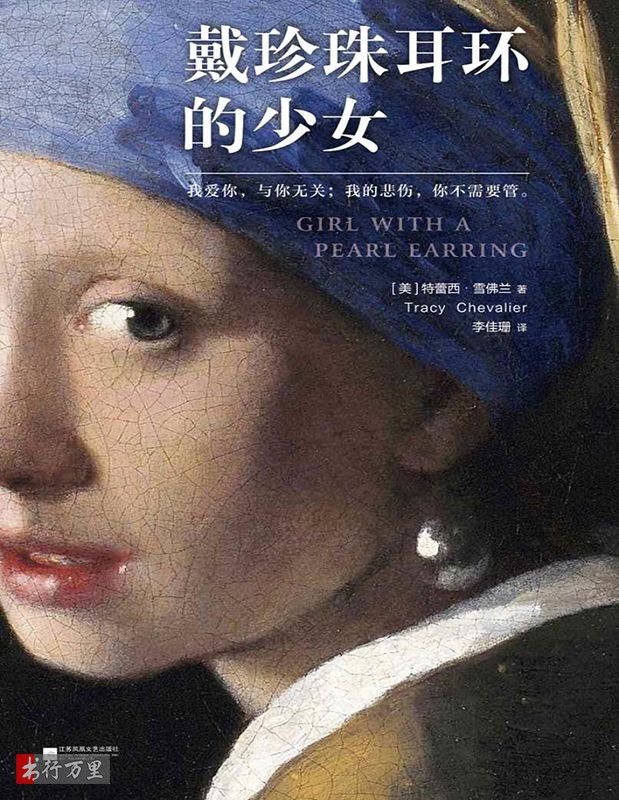 戴珍珠耳环
的少女
我爱你，与你无关；我的悲伤，你不需要管。
GIRL WITH A
PEARL EARRING
[美]特蕾西·雪佛兰 著
Tracy Chevalier
李佳珊 译
江苏凤凰文艺出版社
书行万里